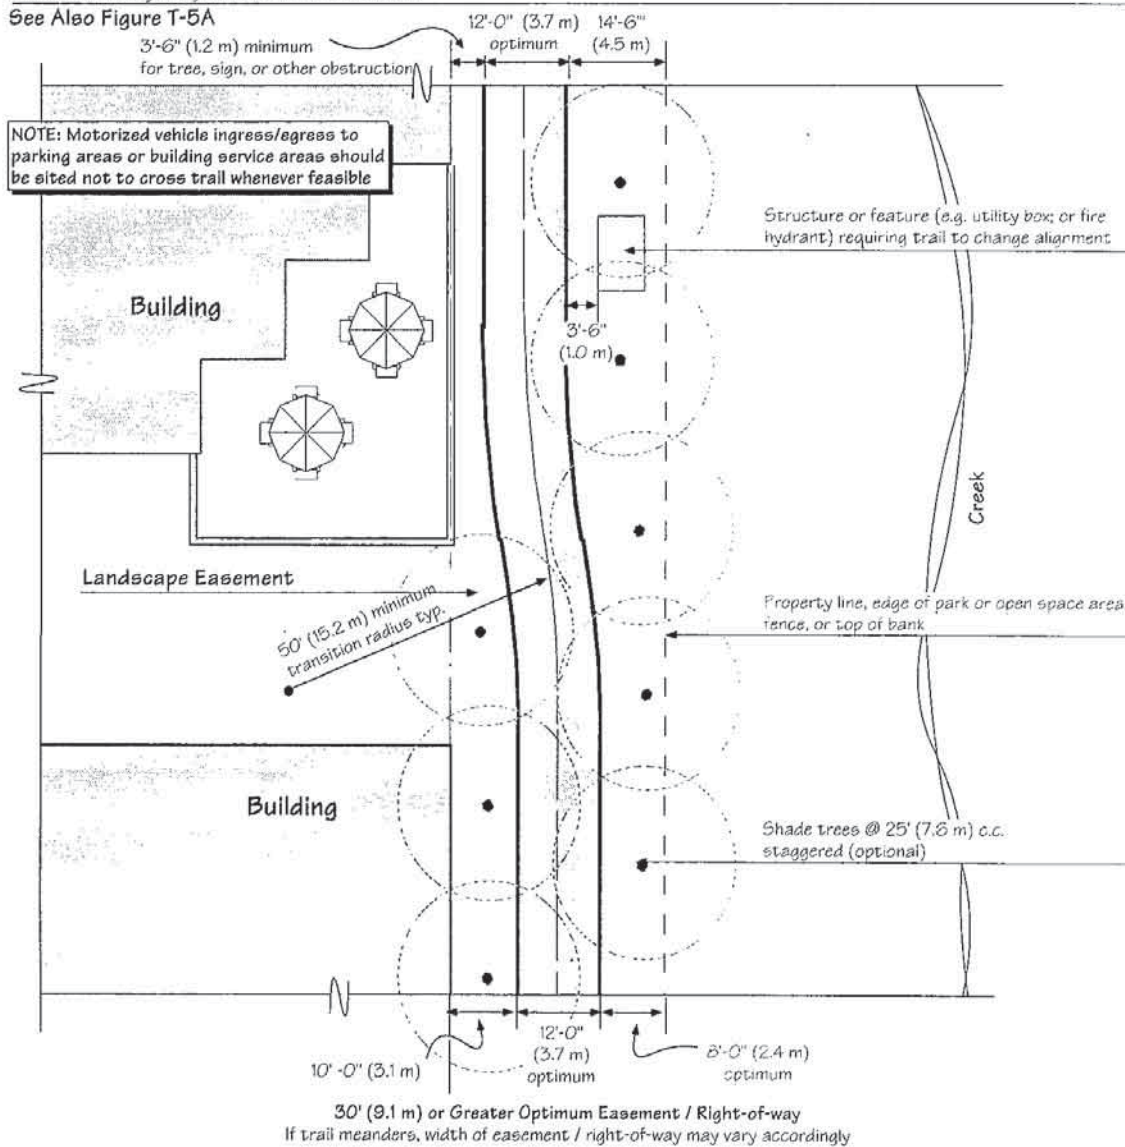 See Also Figure T-5A
12'-0" (3.7 m)
optimum
14'-6"
(4.5 m)
3'-6" (1.2 m) minimum
for tree, sign, or other obstruction
NOTE: Motorized vehicle ingress/egress to
parking areas or building service areas should
be sited not to cross trail whenever feasible
Structure or feature (e.g. utility box; or fire
hydrant) requiring trail to change alignment
Building
3'-6"
(1.0 m)
Creek
Landscape Easement
50' (15.2 m) minimum
transition radius typ.
Property line, edge of park or open space area
fence, or top of bank
Building
Shade trees @ 25' (7.6 m) c.c.
staggered (optional)
10'-0" (3.1 m)
12'-0"
(3.7 m)
optimum
8'-0" (2.4 m)
optimum
30' (9.1 m) or Greater Optimum Easement / Right-of-way
If trail meanders, width of easement / right-of-way may vary accordingly